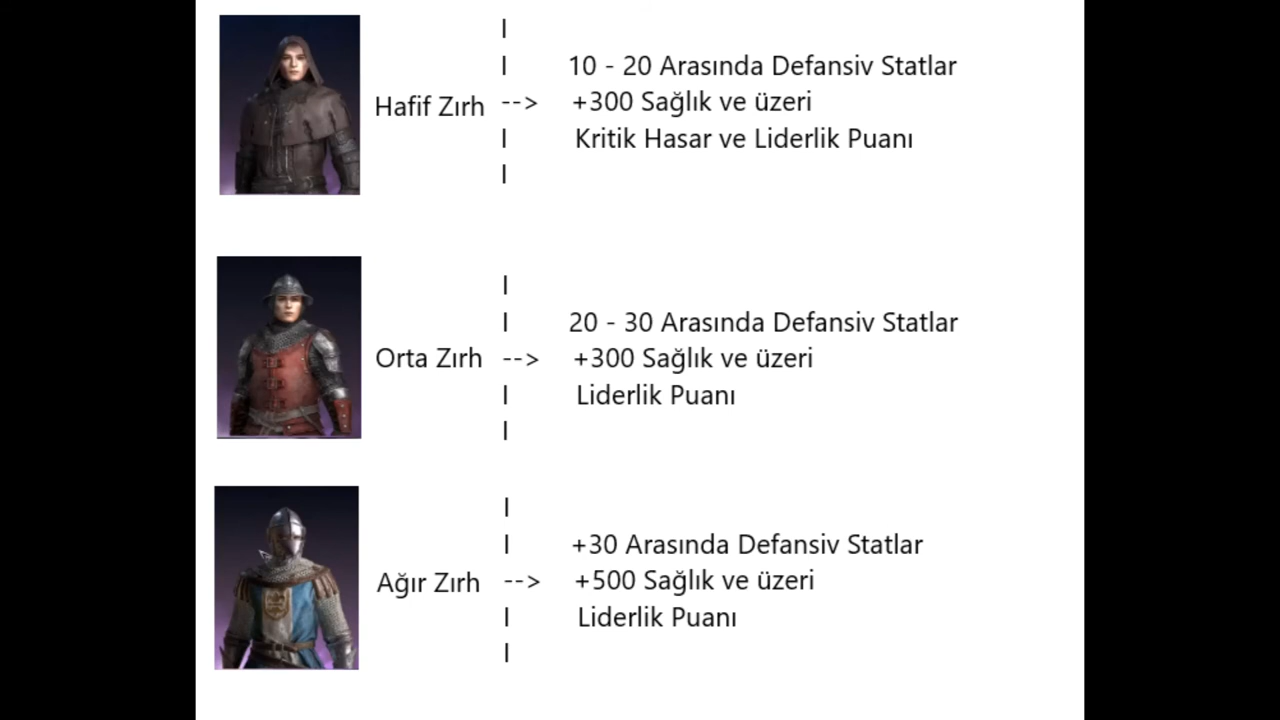 10 - 20 Arasında Defansiv Statlar
Hafif Zırh --> +300 Sağlık ve üzeri
Kritik Hasar ve Liderlik Puanı
20 - 30 Arasında Defansiv Statlar
Orta Zırh --> +300 Sağlık ve üzeri
Liderlik Puanı
+30 Arasında Defansiv Statlar
Ağır Zırh --> +500 Sağlık ve üzeri
Liderlik Puanı